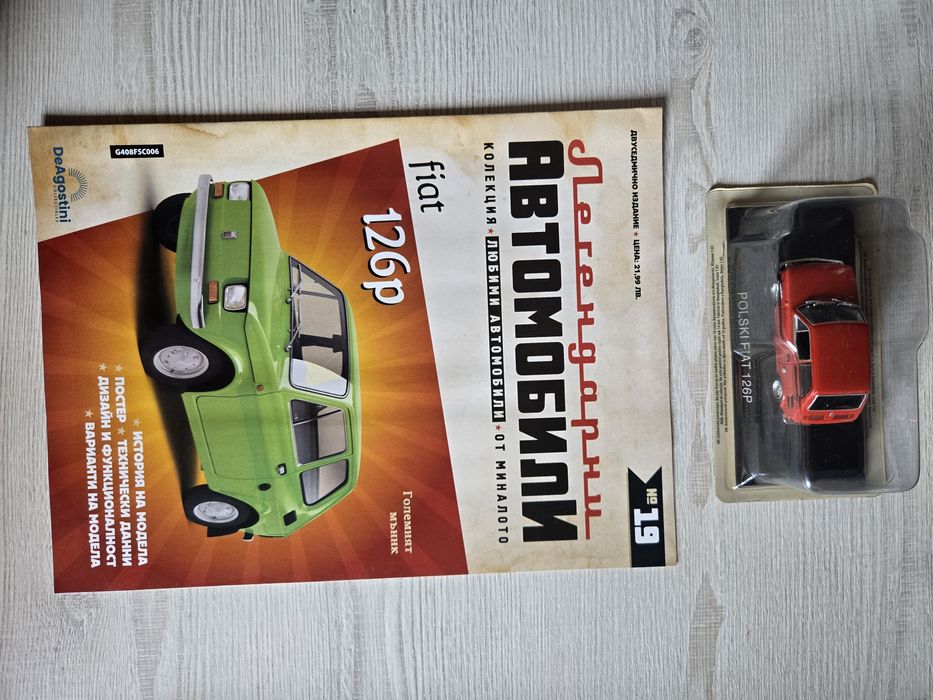 ДВУСЕДМИЧНО ИЗДАНИЕ ★ ЦЕНА: 21,99 ЛВ.
Легендарни
АВТОМОБИЛИ
КОЛЕКЦИЯ ★ ЛЮБИМИ АВТОМОБИЛИ ★ ОТ МИНАЛОТО
№ 19
fiat
126p
Големият
мъник
★ ИСТОРИЯ НА МОДЕЛА
★ ПОСТЕР ★ ТЕХНИЧЕСКИ ДАННИ
★ ДИЗАЙН И ФУНКЦИОНАЛНОСТ
★ ВАРИАНТИ НА МОДЕЛА
G408FSC006
DeAgostini
POLSKI FIAT 126P